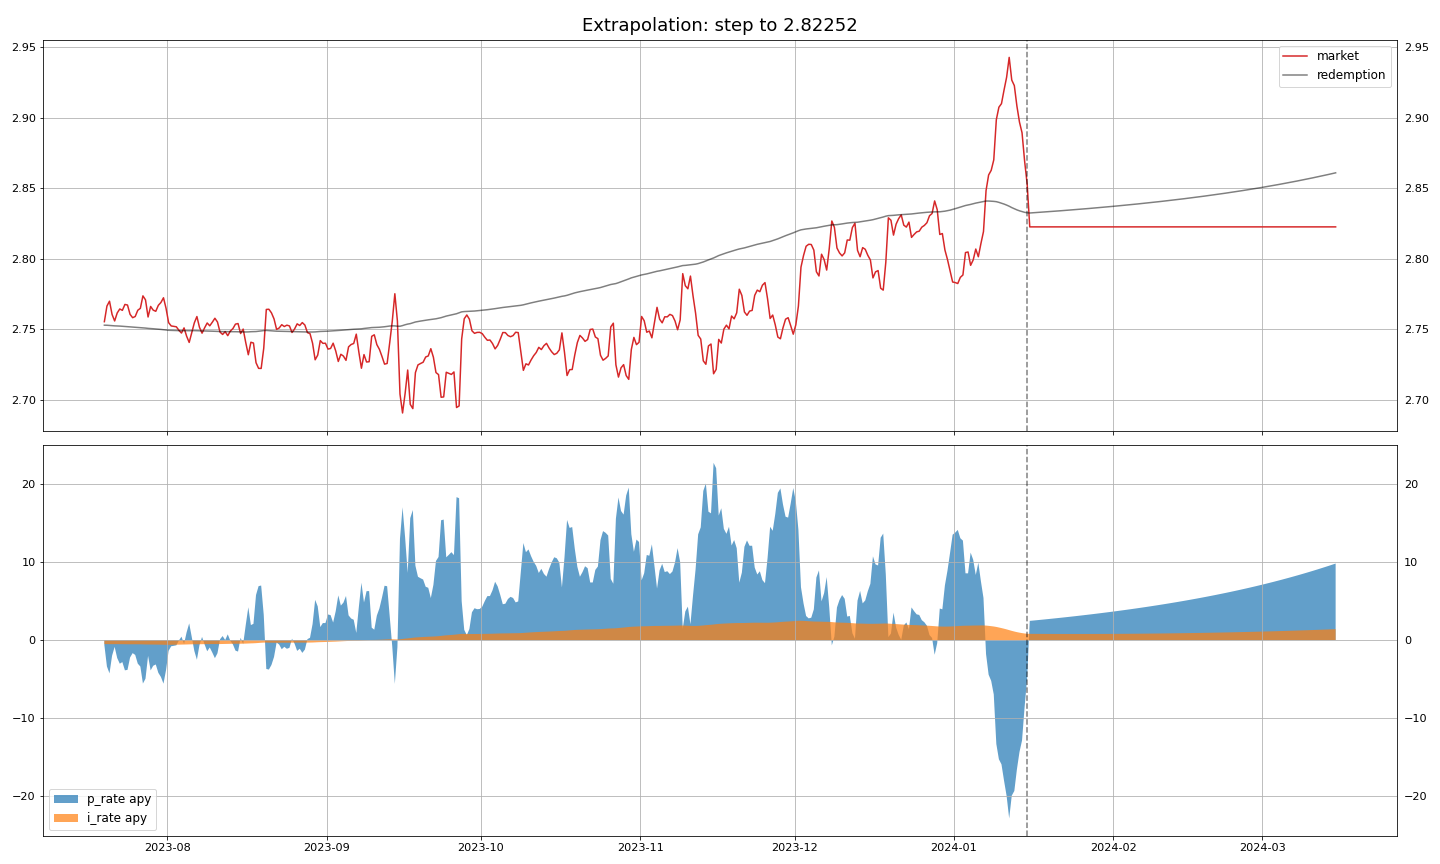 Extrapolation: step to 2.82252
2.95 2.95
market
redemption
2.90 2.90
2.85 2.85
2.80 2.80
2.75 2.75
2.70 2.70
20 20
10 10
0 0
−10 −10
−20 −20
p_rate apy
i_rate apy
2023-08 2023-09 2023-10 2023-11 2023-12 2024-01 2024-02 2024-03